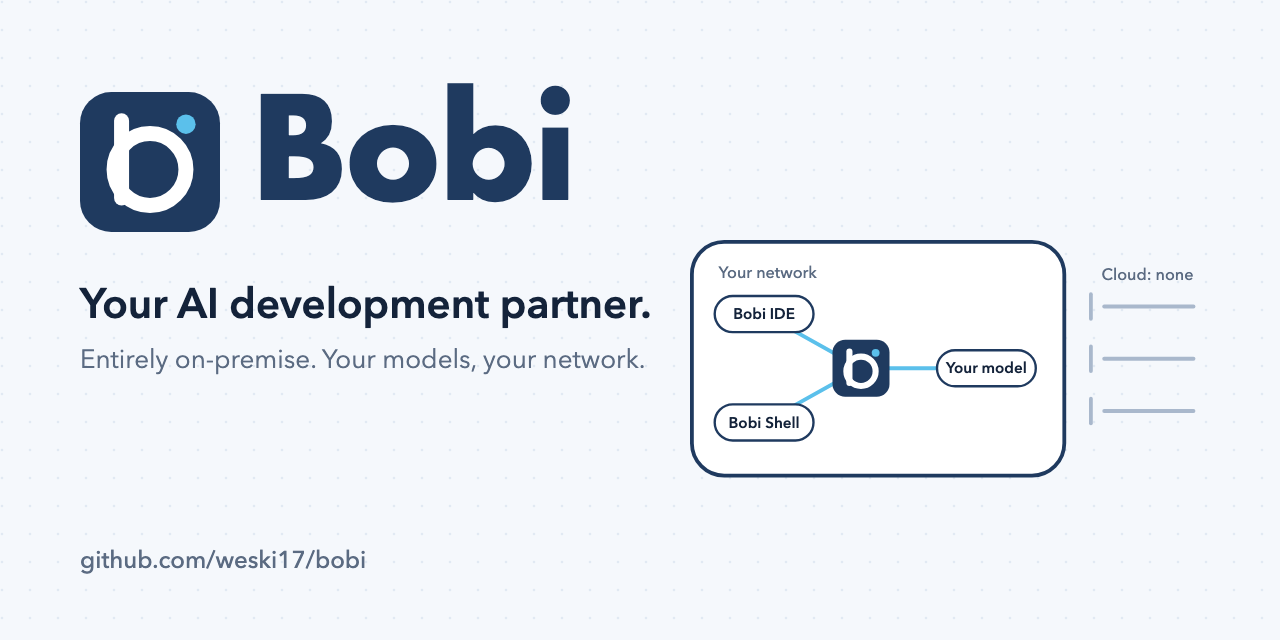 Bobi
Your AI development partner.
Entirely on-premise. Your models, your network.
github.com/weski17/bobi
Your network
Bobi IDE
Bobi Shell
Your model
Cloud: none